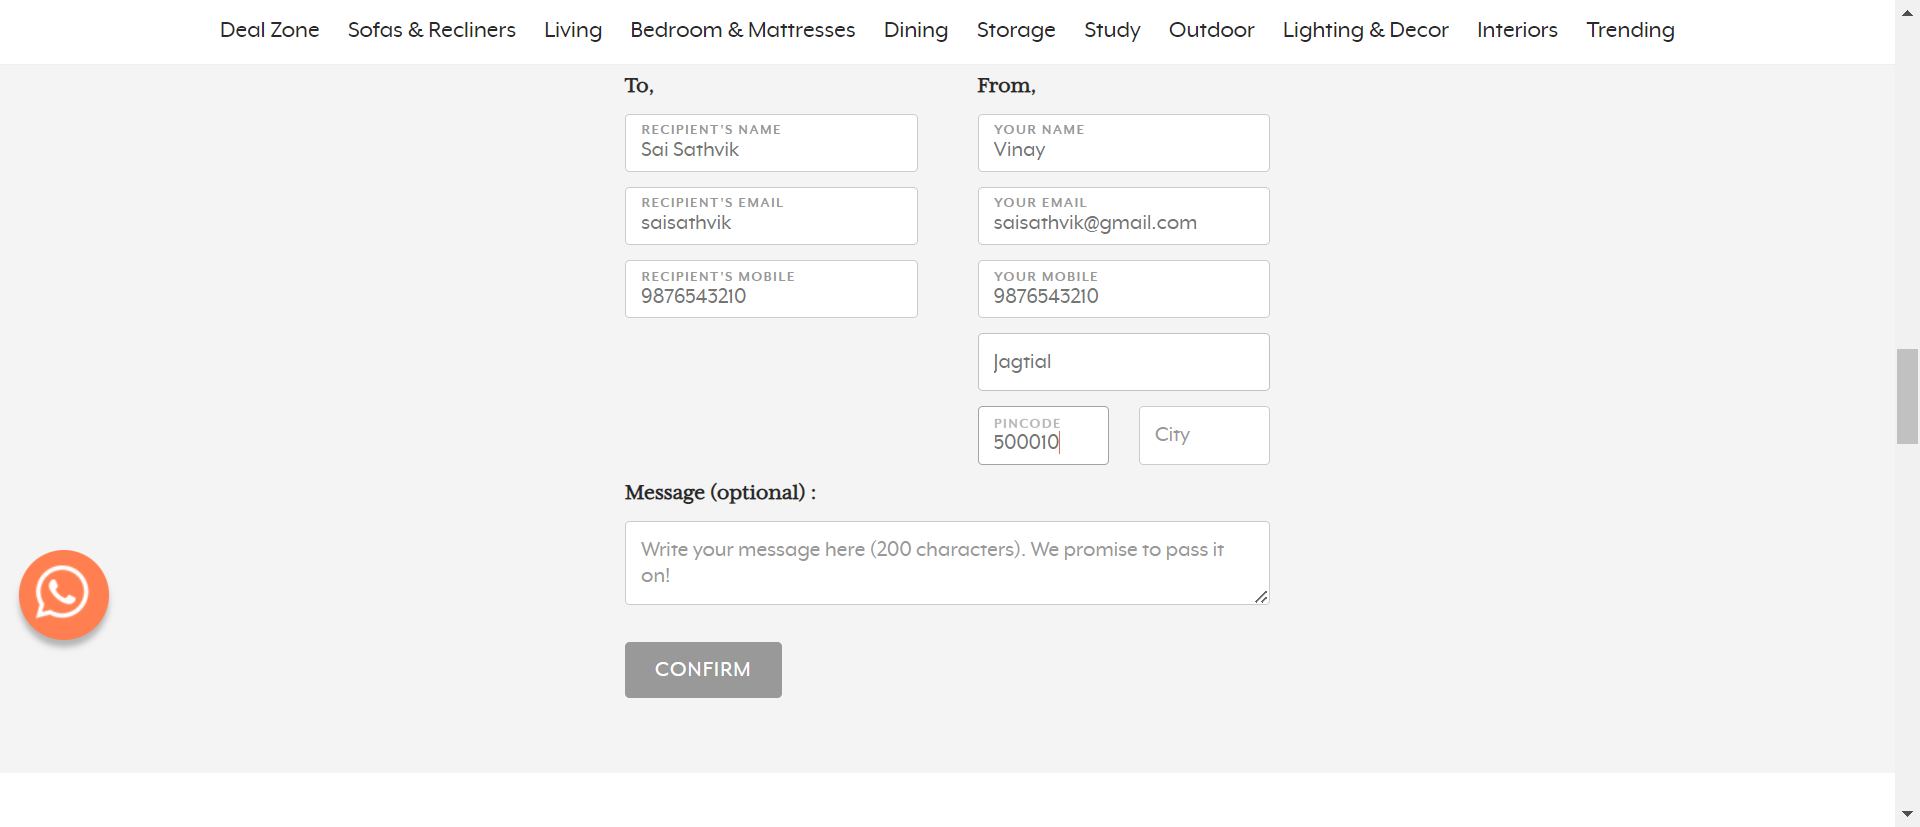 Deal Zone Sofas & Recliners Living Bedroom & Mattresses Dining Storage Study Outdoor Lighting & Decor Interiors Trending
To,
RECIPIENT'S NAME
Sai Sathvik
RECIPIENT'S EMAIL
saisathvik
RECIPIENT'S MOBILE
9876543210
From,
YOUR NAME
Vinay
YOUR EMAIL
saisathvik@gmail.com
YOUR MOBILE
9876543210
Jagtial
PINCODE
500010
City
Message (optional) :
Write your message here (200 characters). We promise to pass it
on!
CONFIRM